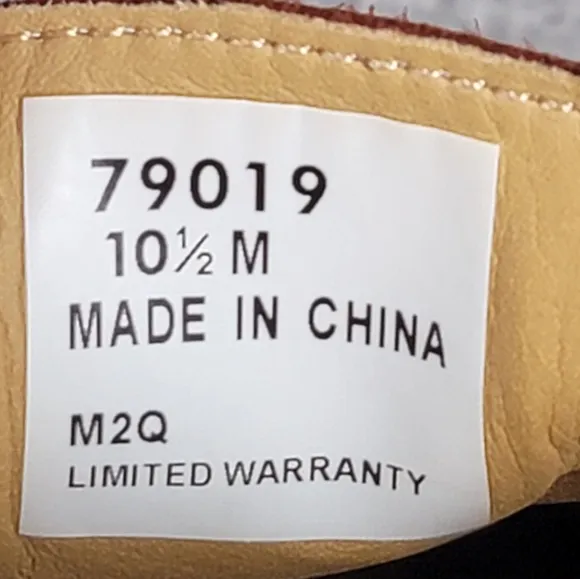 79019
10½ M
MADE IN CHINA
M2Q
LIMITED WARRANTY